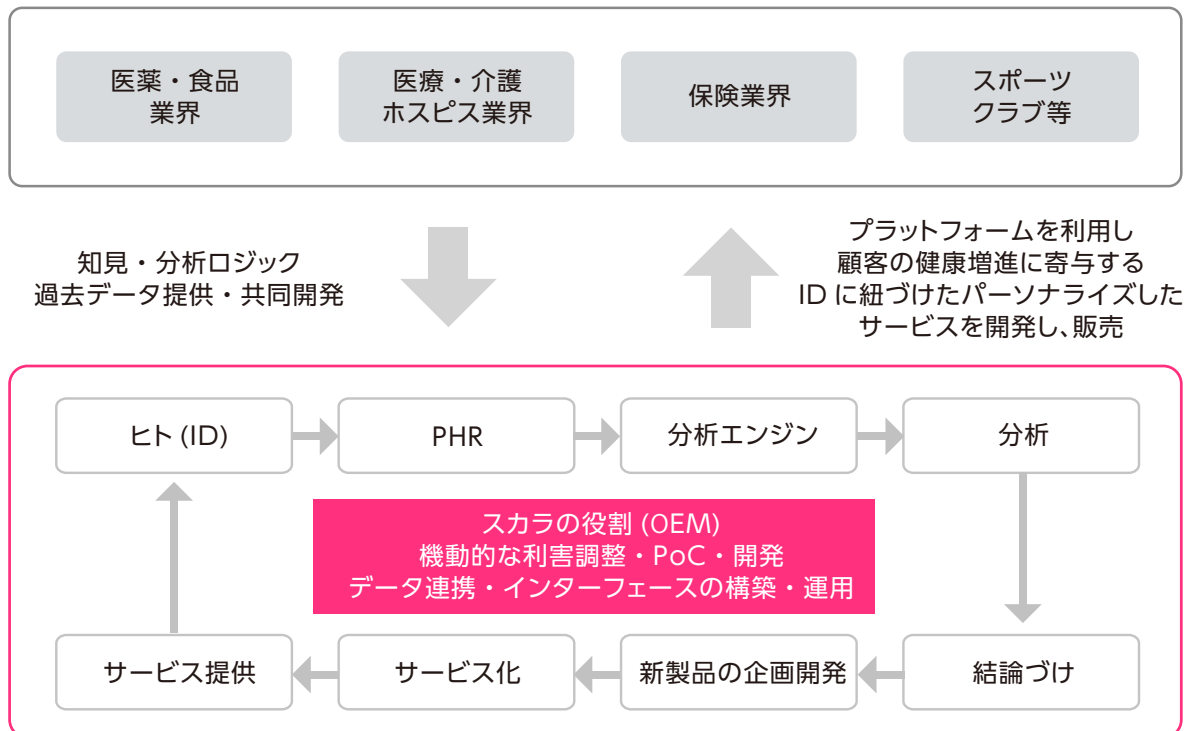 医薬・食品
業界
医療・介護
ホスピス業界
保険業界
スポーツ
クラブ等
知見・分析ロジック
過去データ提供・共同開発
プラットフォームを利用し
顧客の健康増進に寄与する
IDに紐づけたパーソナライズした
サービスを開発し、販売
ヒト (ID)
PHR
分析エンジン
分析
スカラの役割 (OEM)
機動的な利害調整・PoC・開発
データ連携・インターフェースの構築・運用
サービス提供
サービス化
新製品の企画開発
結論づけ